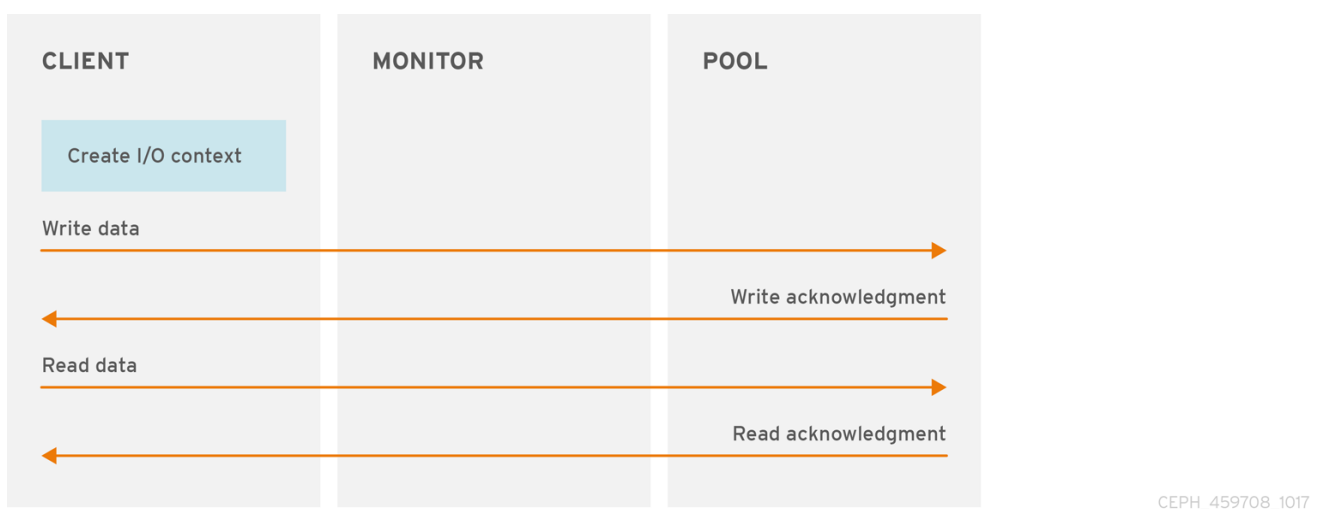 CLIENT
MONITOR
POOL
Create I/O context
Write data
Write acknowledgment
Read data
Read acknowledgment
CEPH 459708 1017